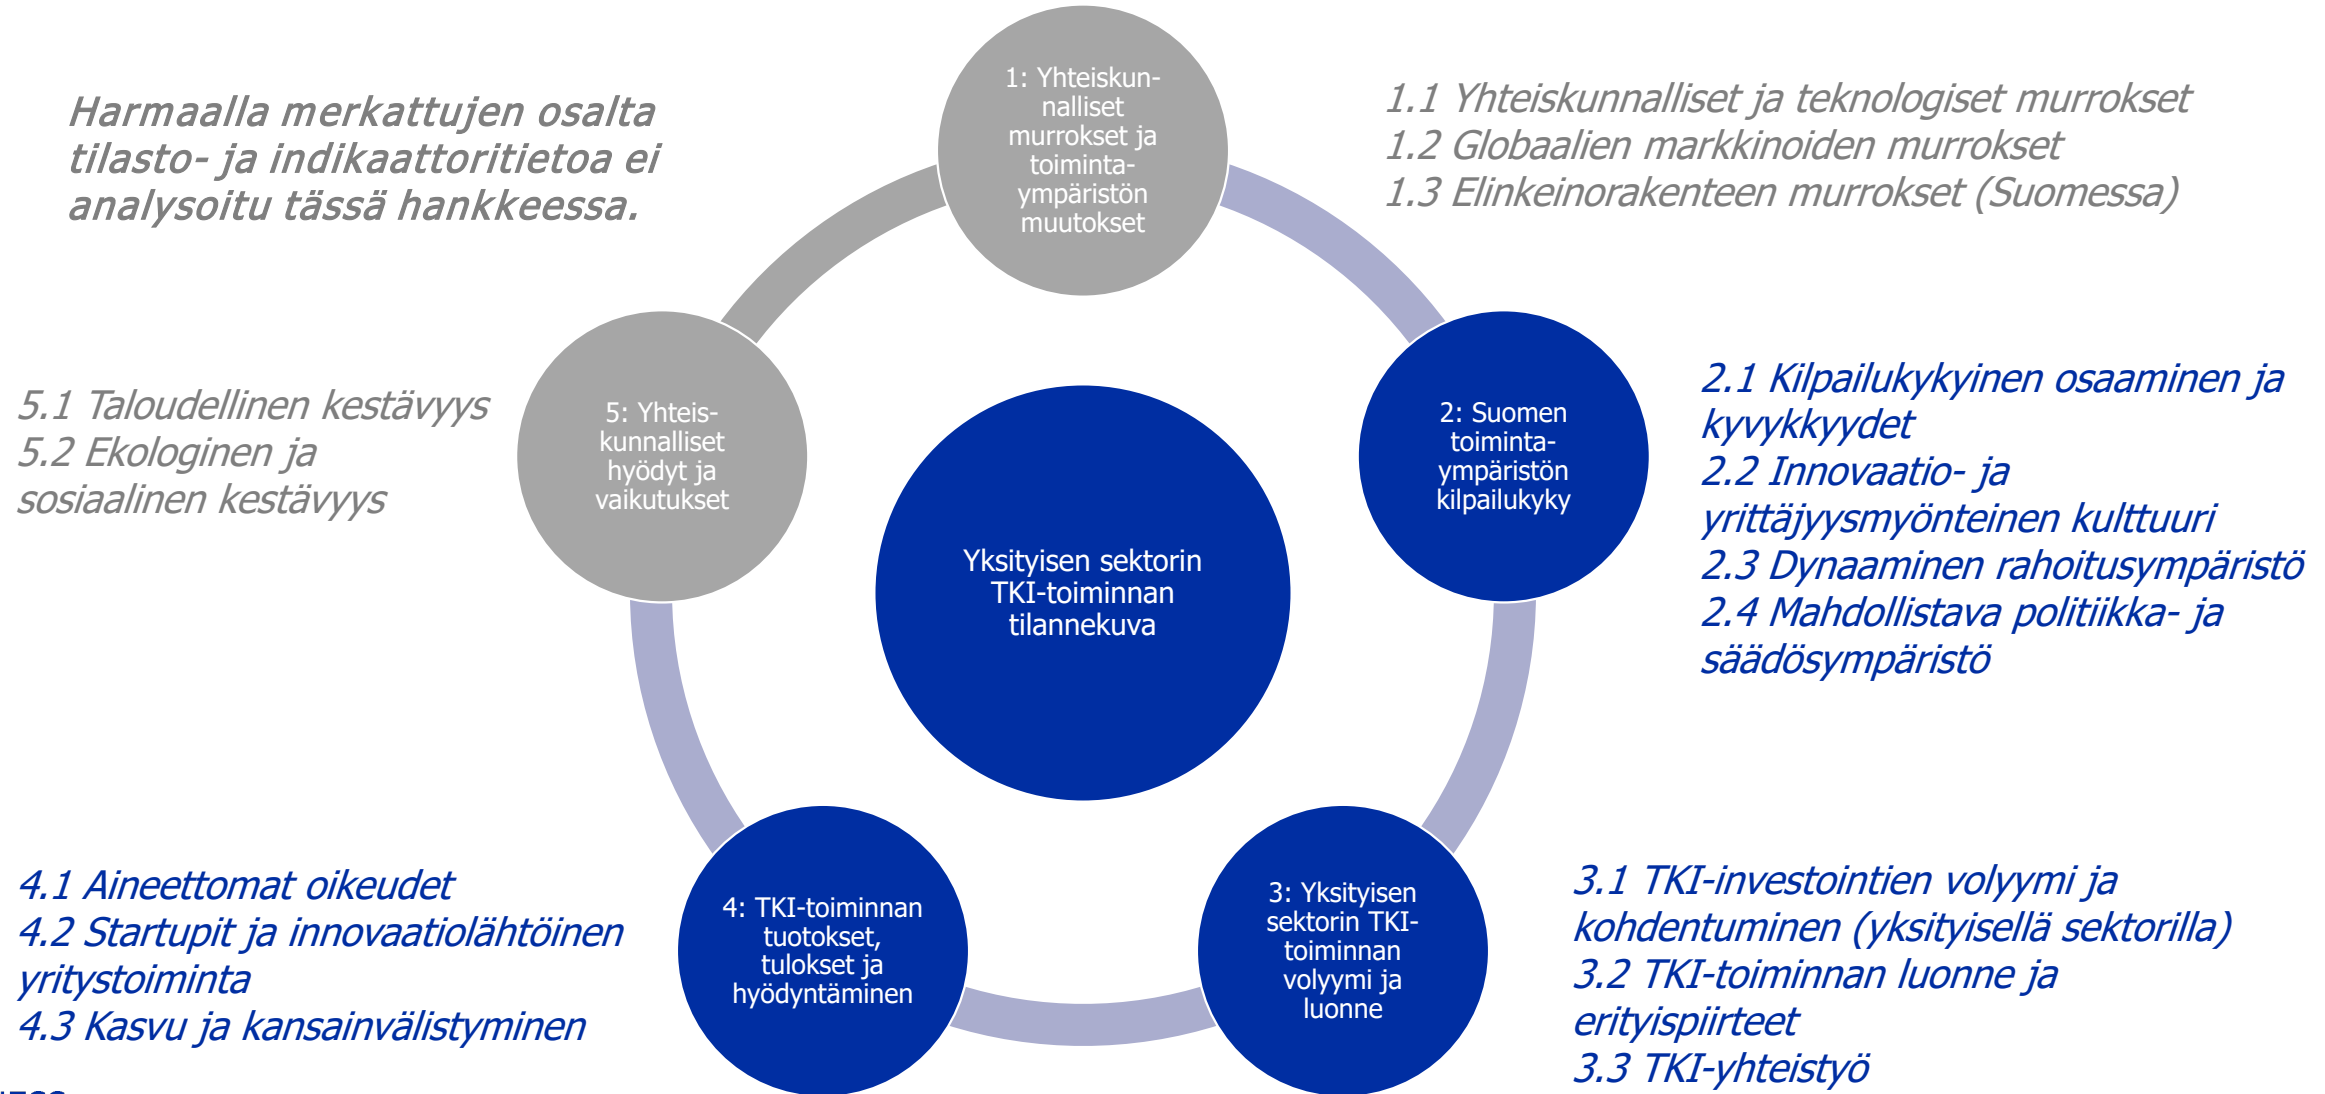 Harmaalla merkattujen osalta
tilasto- ja indikaattoritietoa ei
analysoitu tässä hankkeessa.
1: Yhteiskun-
nalliset
murrokset ja
toiminta-
ympäristön
muutokset
1.1 Yhteiskunnalliset ja teknologiset murrokset
1.2 Globaalien markkinoiden murrokset
1.3 Elinkeinorakenteen murrokset (Suomessa)
5.1 Taloudellinen kestävyys
5.2 Ekologinen ja
sosiaalinen kestävyys
5: Yhteis-
kunnalliset
hyödyt ja
vaikutukset
2: Suomen
toiminta-
ympäristön
kilpailukyky
2.1 Kilpailukykyinen osaaminen ja
kyvykkyydet
2.2 Innovaatio- ja
yrittäjyysmyönteinen kulttuuri
2.3 Dynaaminen rahoitusympäristö
2.4 Mahdollistava politiikka- ja
säädösympäristö
Yksityisen sektorin
TKI-toiminnan
tilannekuva
4.1 Aineettomat oikeudet
4.2 Startupit ja innovaatiolähtöinen
yritystoiminta
4.3 Kasvu ja kansainvälistyminen
4: TKI-toiminnan
tuotokset,
tulokset ja
hyödyntäminen
3: Yksityisen
sektorin TKI-
toiminnan
volyymi ja
luonne
3.1 TKI-investointien volyymi ja
kohdentuminen (yksityisellä sektorilla)
3.2 TKI-toiminnan luonne ja
erityispiirteet
3.3 TKI-yhteistyö